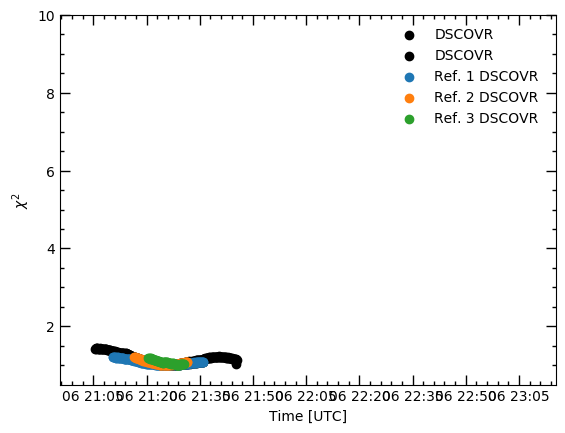 10
8
6
4
2
χ²
DSCOVR
DSCOVR
Ref. 1 DSCOVR
Ref. 2 DSCOVR
Ref. 3 DSCOVR
06 21:05 06 21:20 06 21:35 06 21:50 06 22:05 06 22:20 06 22:35 06 22:50 06 23:05
Time [UTC]